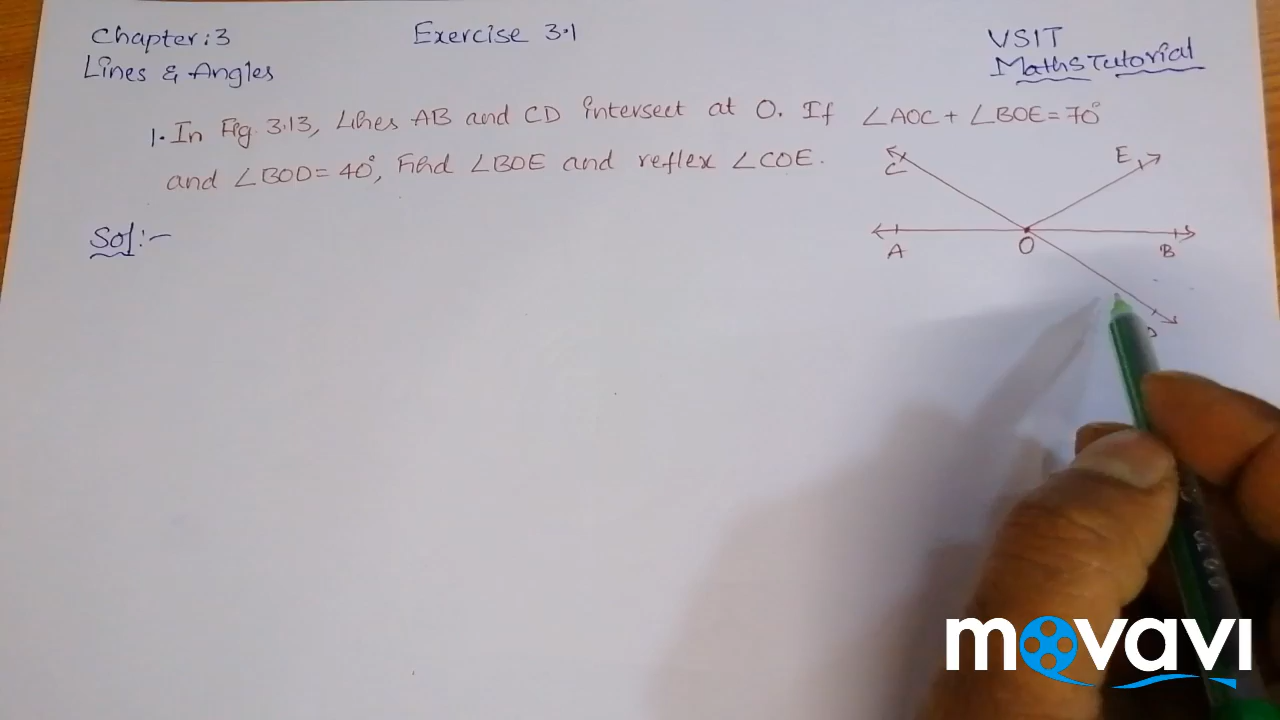 Chapter:3
Lines & Angles
Exercise 3.1
VSIT
Maths Tutorial
1. In Fig. 3.13, Lines AB and CD intersect at O. If ∠AOC + ∠BOE = 70°
and ∠BOD = 40°, Find ∠BOE and reflex ∠COE.
Sol:-
C
E
A
O
B
D
movavi